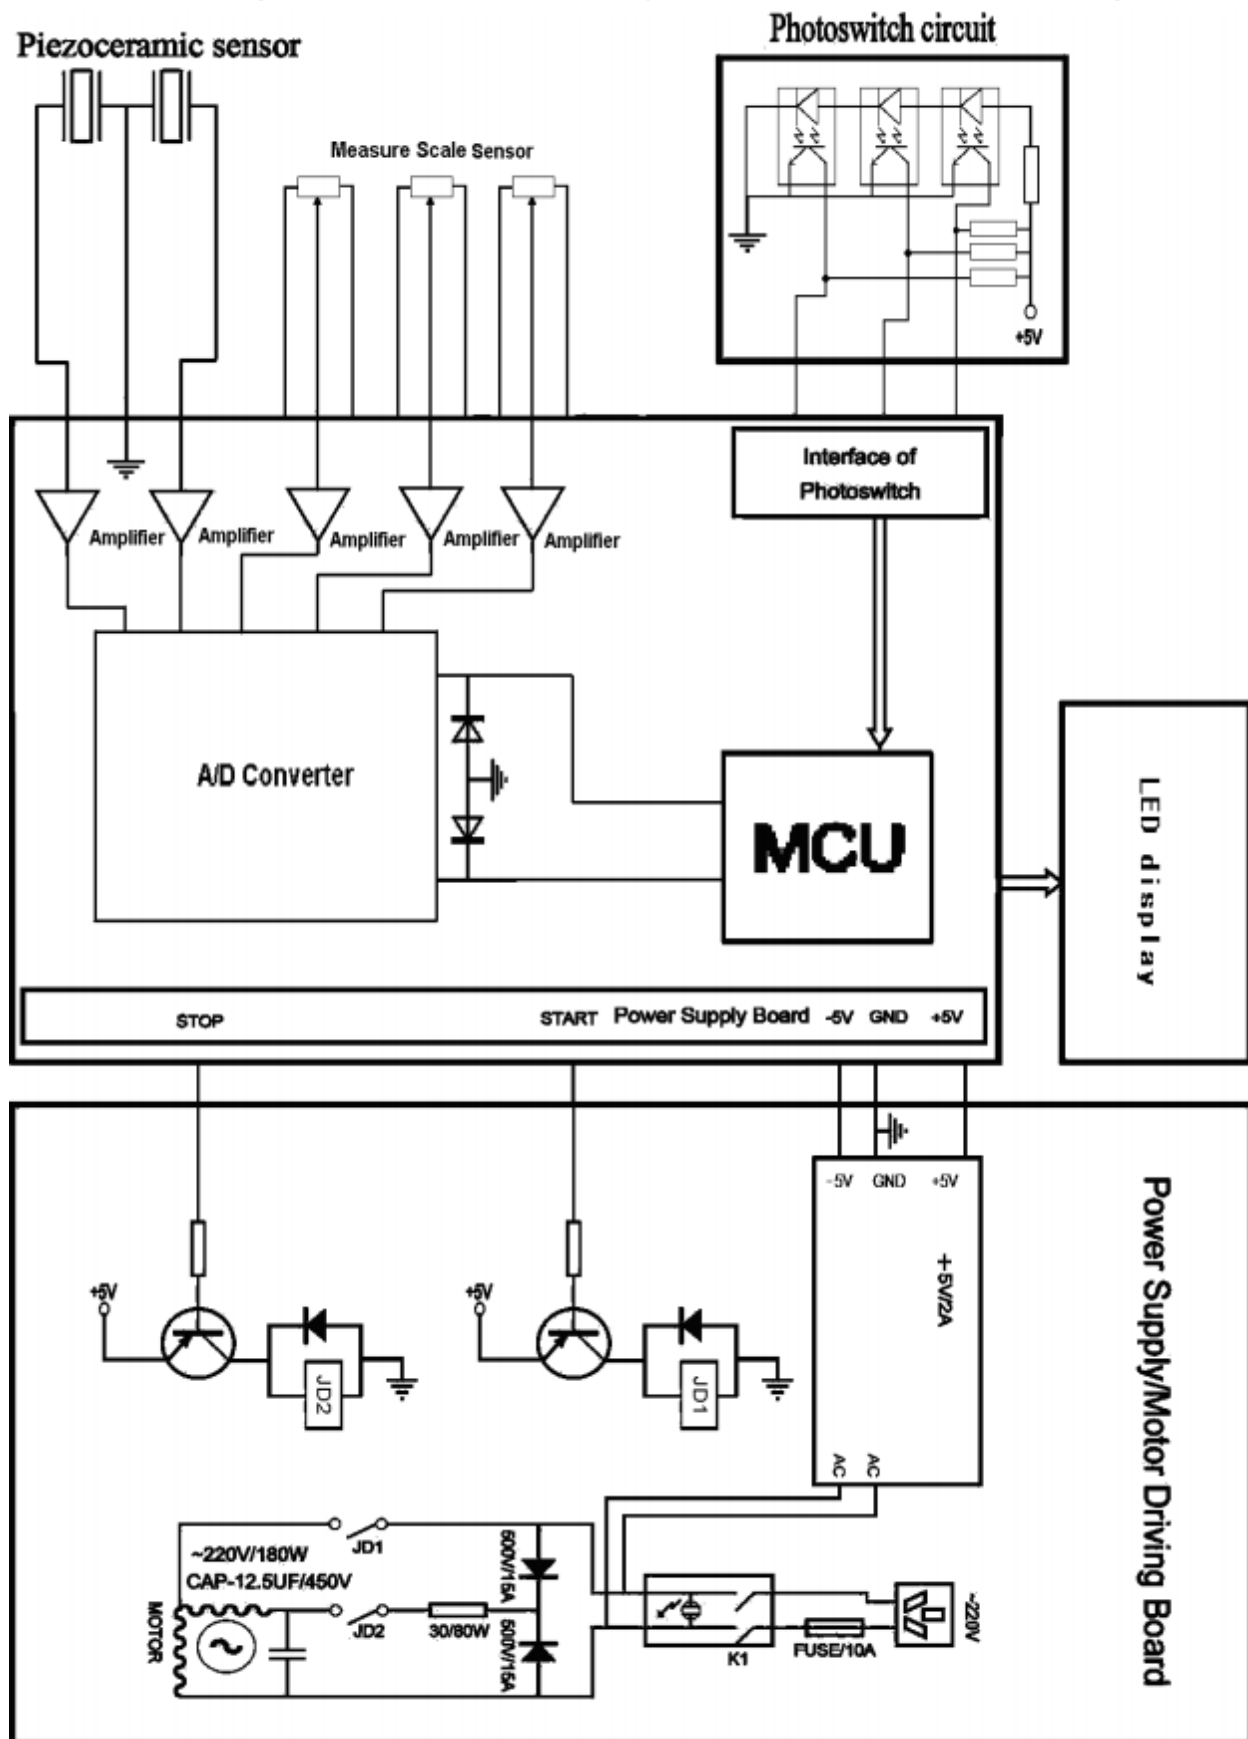 Photoswitch circuit
Piezoceramic sensor
Measure Scale Sensor
+5V
Interface of
Photoswitch
Amplifier
Amplifier
Amplifier
Amplifier
Amplifier
A/D Converter
MCU
LED display
STOP
START
Power Supply Board
-5V
GND
+5V
-5V
GND
+5V
+5V/2A
Power Supply/Motor Driving Board
+5V
JD2
+5V
JD1
AC
AC
~220V/180W
CAP-12.5UF/450V
JD1
500V/15A
MOTOR
JD2
30/80W
500V/15A
K1
FUSE/10A
~220V